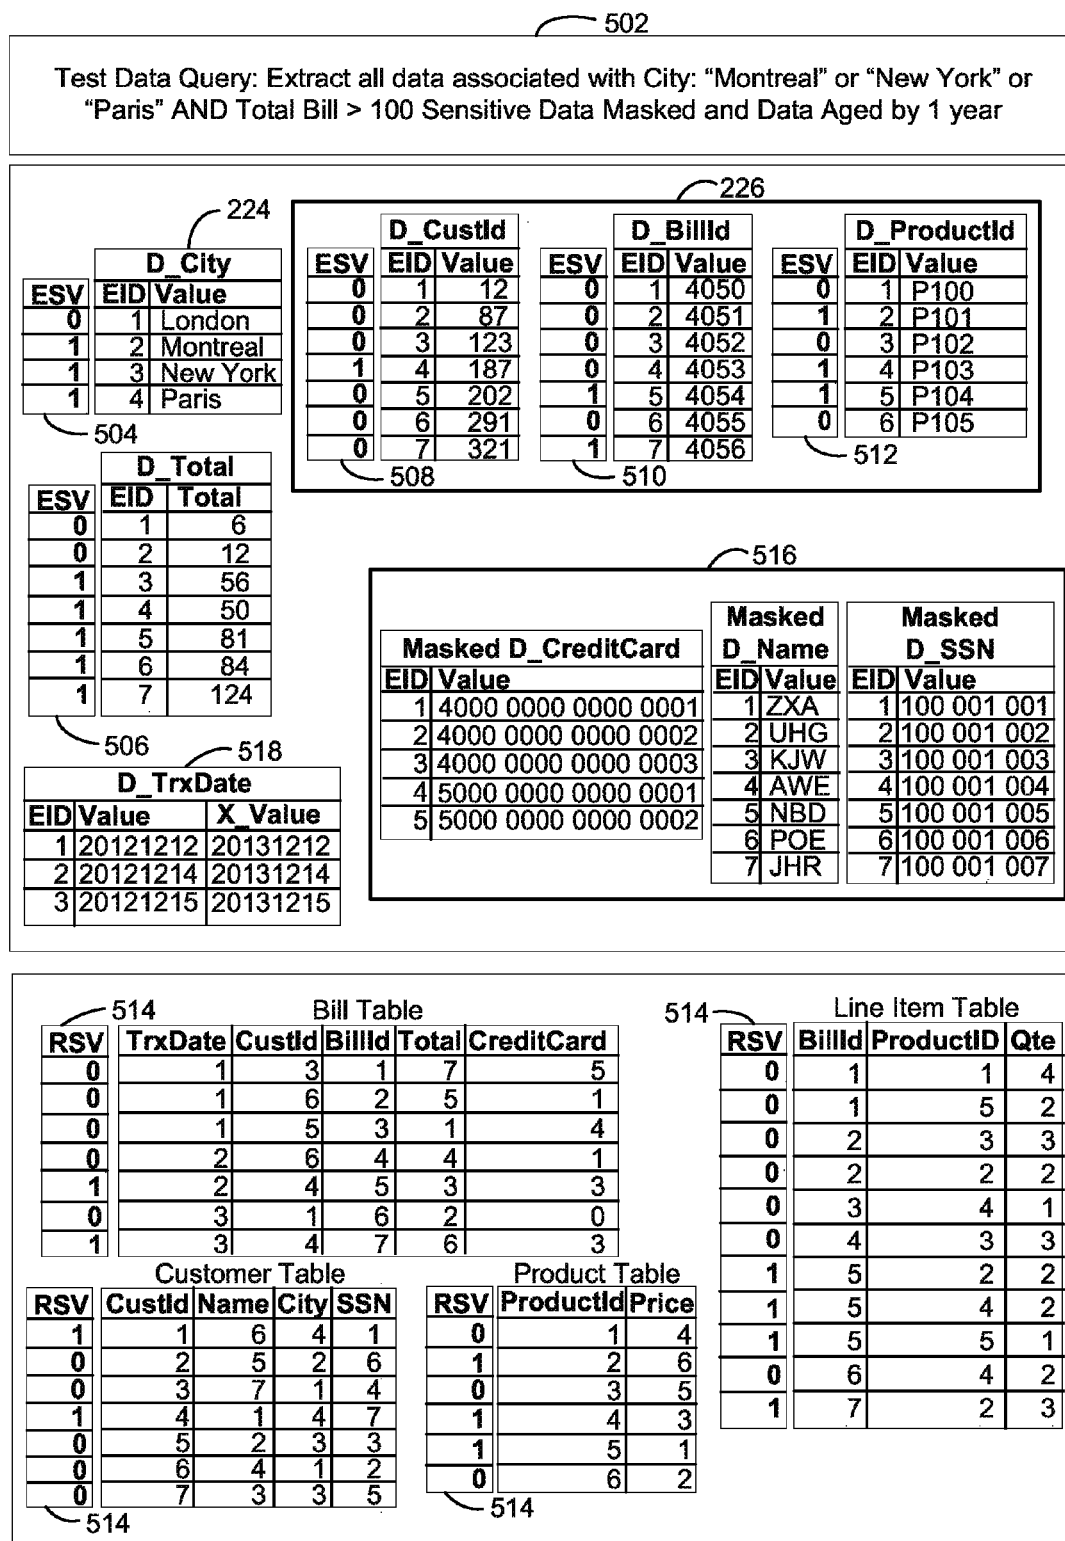 502
Test Data Query: Extract all data associated with City: “Montreal” or “New York” or
“Paris” AND Total Bill > 100 Sensitive Data Masked and Data Aged by 1 year
224
D_City
ESV EID Value
0 1 London
1 2 Montreal
1 3 New York
1 4 Paris
504
226
D_CustId
ESV EID Value
0 1 12
0 2 87
0 3 123
1 4 187
0 5 202
0 6 291
0 7 321
508
D_BillId
ESV EID Value
0 1 4050
0 2 4051
0 3 4052
0 4 4053
1 5 4054
0 6 4055
1 7 4056
510
D_ProductId
ESV EID Value
0 1 P100
1 2 P101
0 3 P102
1 4 P103
1 5 P104
0 6 P105
512
D_Total
ESV EID Total
0 1 6
0 2 12
1 3 56
1 4 50
1 5 81
1 6 84
1 7 124
506
518
D_TrxDate
EID Value X_Value
1 20121212 20131212
2 20121214 20131214
3 20121215 20131215
516
Masked D_CreditCard
EID Value
1 4000 0000 0000 0001
2 4000 0000 0000 0002
3 4000 0000 0000 0003
4 5000 0000 0000 0001
5 5000 0000 0000 0002
Masked
D_Name
EID Value
1 ZXA
2 UHG
3 KJW
4 AWE
5 NBD
6 POE
7 JHR
Masked
D_SSN
EID Value
1 100 001 001
2 100 001 002
3 100 001 003
4 100 001 004
5 100 001 005
6 100 001 006
7 100 001 007
514
Bill Table
RSV TrxDate CustId BillId Total CreditCard
0 1 3 1 7 5
0 1 6 2 5 1
0 1 5 3 1 4
0 2 6 4 4 1
1 2 4 5 3 3
0 3 1 6 2 0
1 3 4 7 6 3
514
Line Item Table
RSV BillId ProductID Qte
0 1 1 4
0 1 5 2
0 2 3 3
0 2 2 2
0 3 4 1
0 4 3 3
1 5 2 2
1 5 4 2
1 5 5 1
0 6 4 2
1 7 2 3
Customer Table
RSV CustId Name City SSN
1 1 6 4 1
0 2 5 2 6
0 3 7 1 4
1 4 1 4 7
0 5 2 3 3
0 6 4 1 2
0 7 3 3 5
514
Product Table
RSV ProductId Price
0 1 4
1 2 6
0 3 5
1 4 3
1 5 1
0 6 2
514